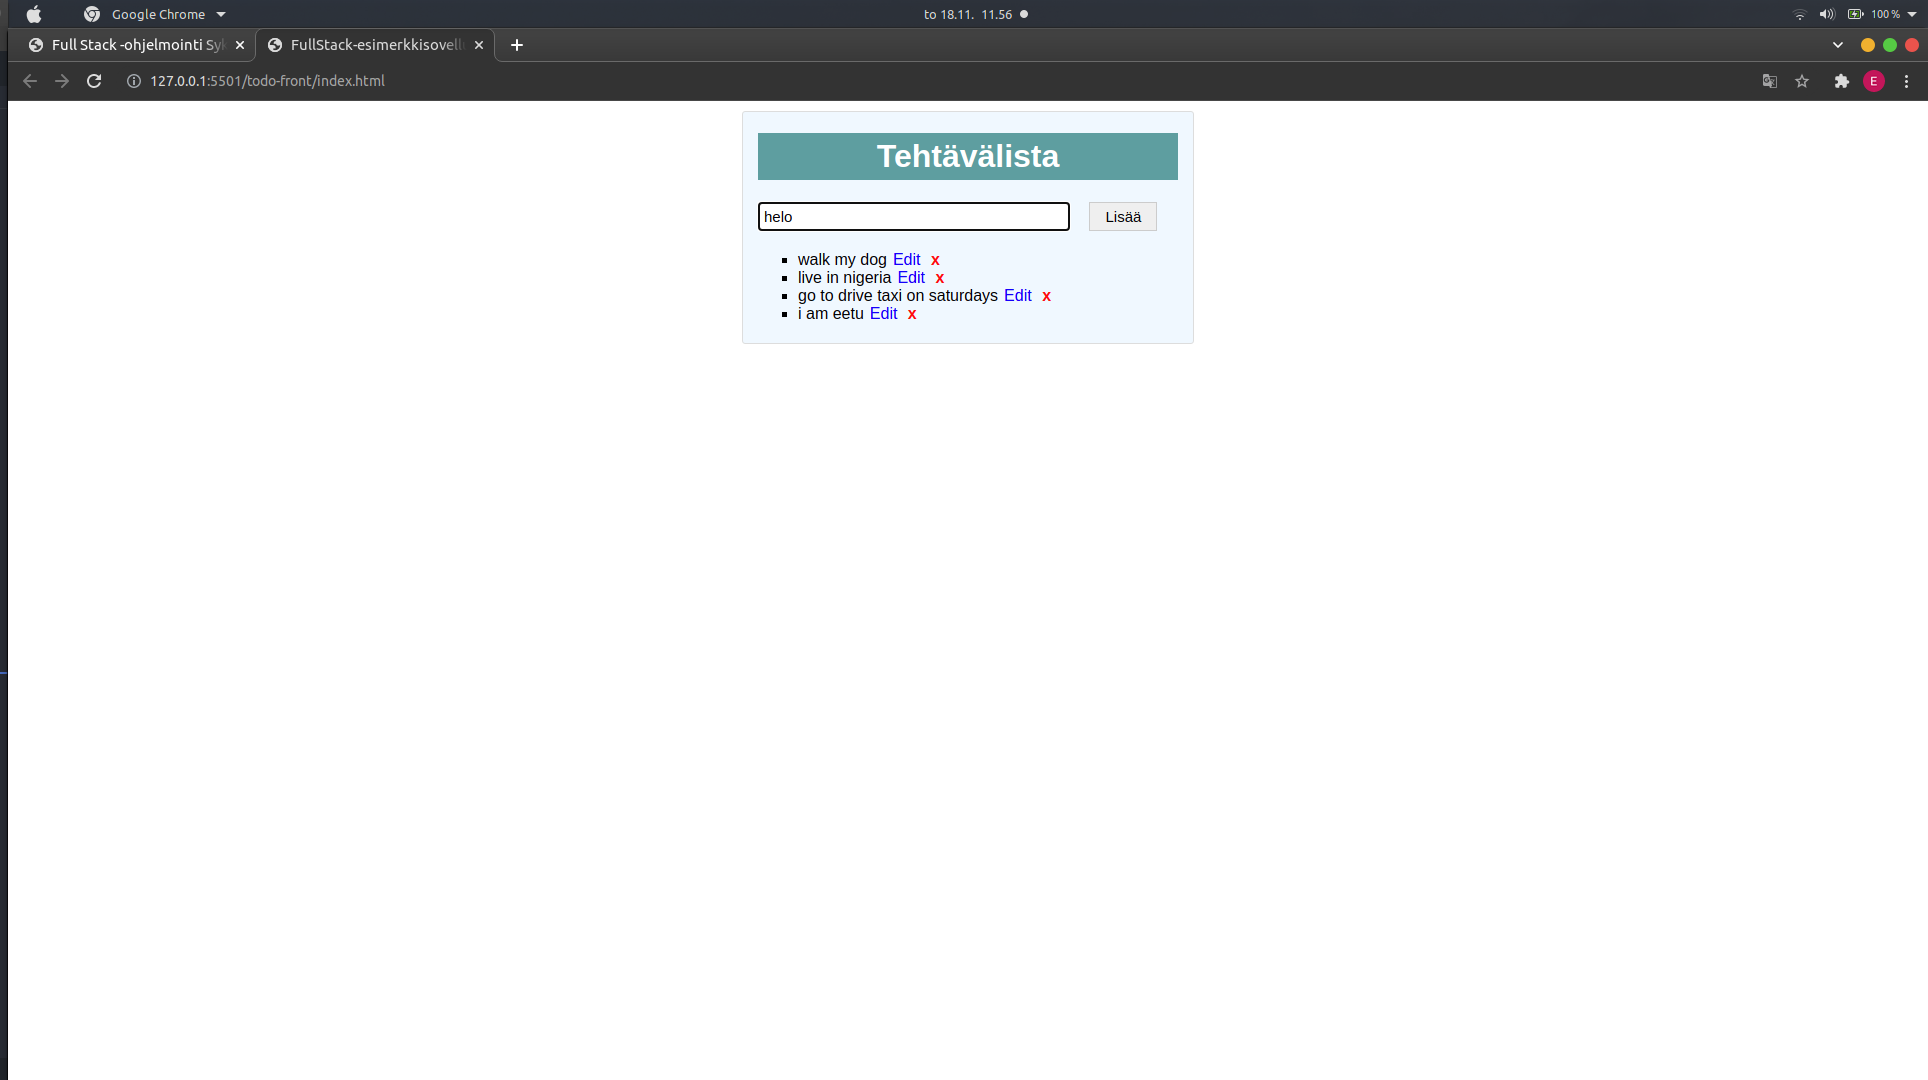 Google Chrome to 18.11. 11.56 100 %
Full Stack -ohjelmointi FullStack-esimerkkisovell
127.0.0.1:5501/todo-front/index.html E
Tehtävälista
helo Lisää
walk my dog Edit x
live in nigeria Edit x
go to drive taxi on saturdays Edit x
i am eetu Edit x